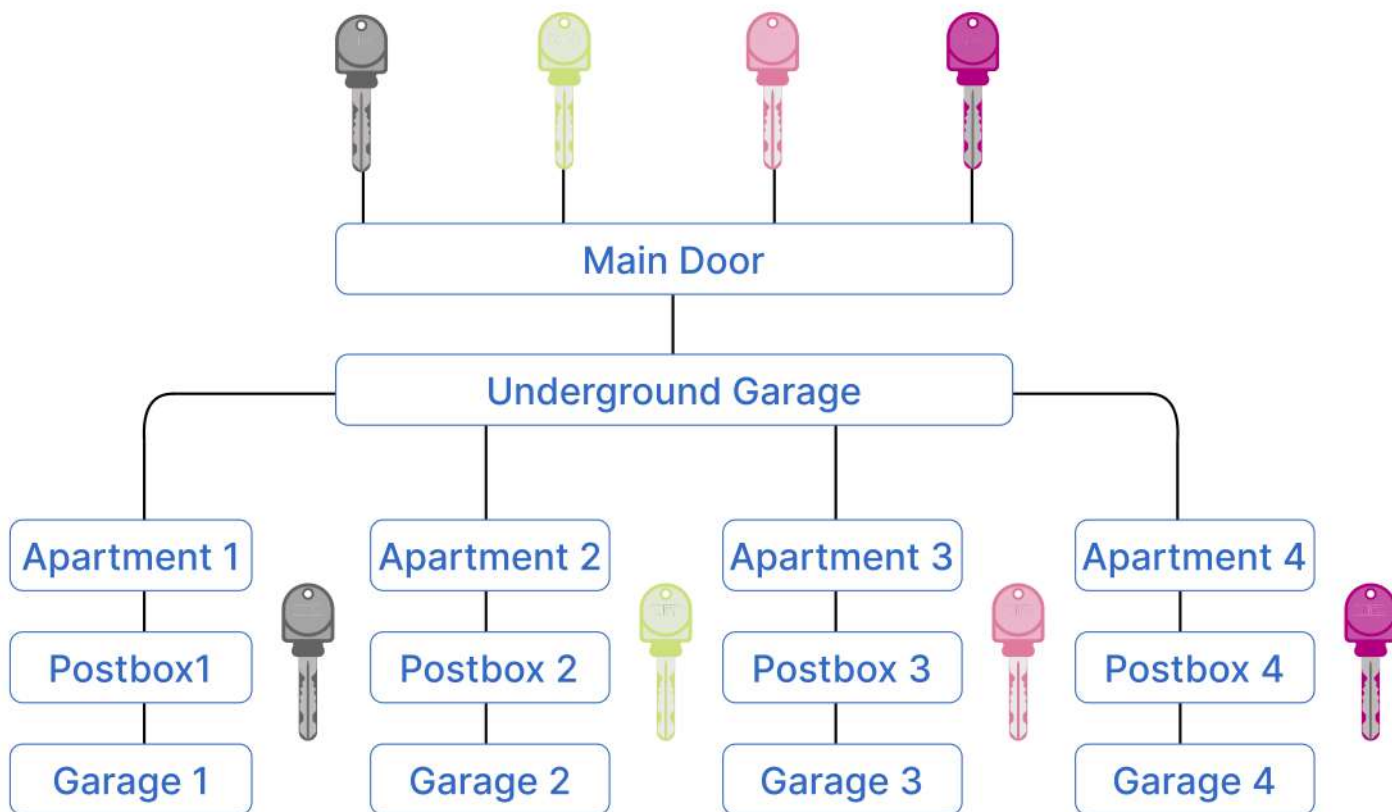 Main Door
Underground Garage
Apartment 1
Apartment 2
Apartment 3
Apartment 4
Postbox1
Postbox 2
Postbox 3
Postbox 4
Garage 1
Garage 2
Garage 3
Garage 4